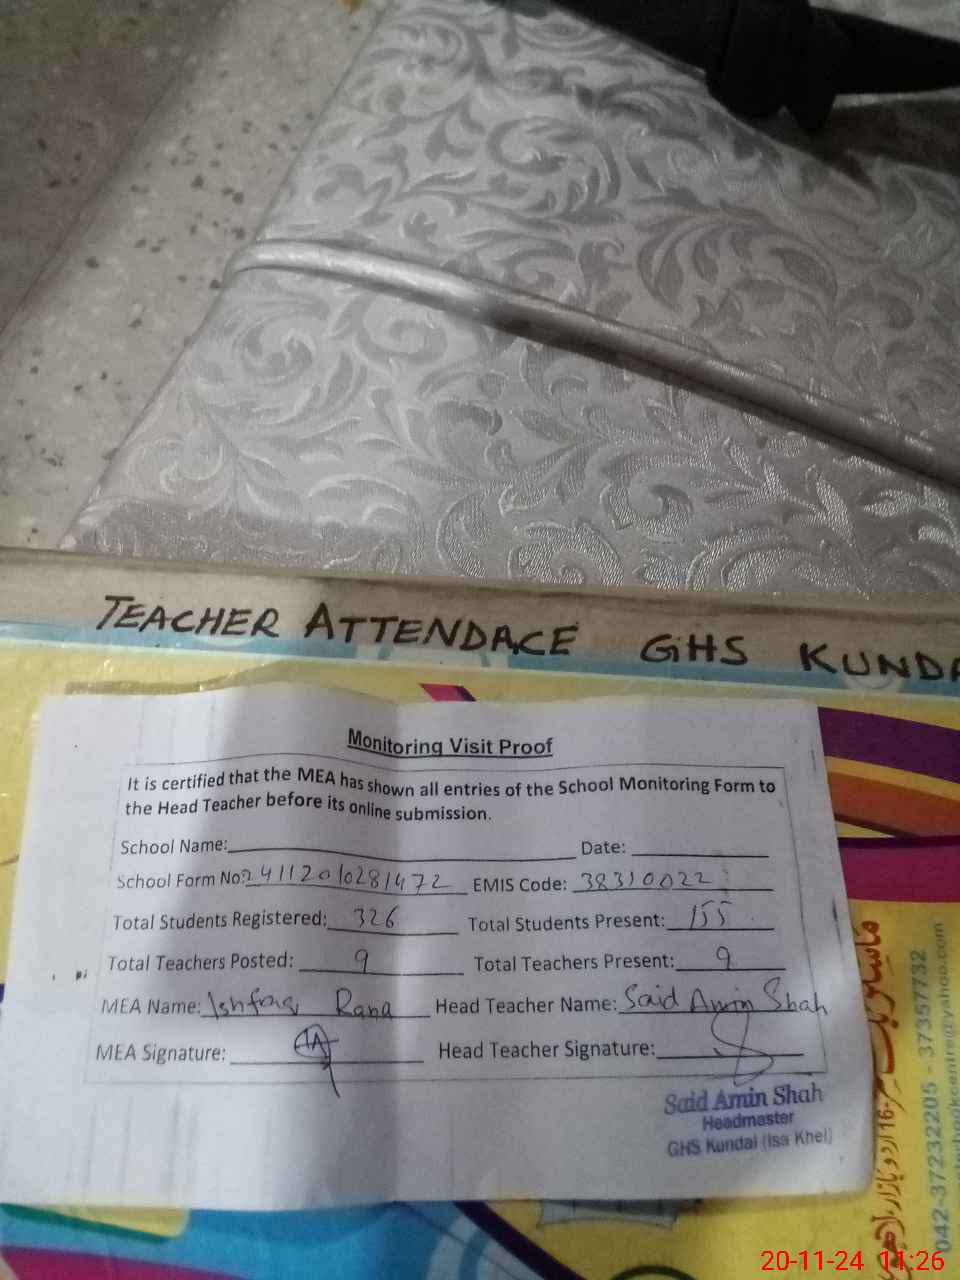 TEACHER ATTENDACE GHS KUNDA
Monitoring Visit Proof
It is certified that the MEA has shown all entries of the School Monitoring Form to
the Head Teacher before its online submission.
School Name: Date:
School Form No: 24112010281472 EMIS Code: 38310022
Total Students Registered: 326 Total Students Present: 155
Total Teachers Posted: 9 Total Teachers Present: 9
MEA Name: Ishfaq Rana Head Teacher Name: Said Amin Shah
MEA Signature: Head Teacher Signature:
Said Amin Shah
Headmaster
GHS Kundal (Isa Khel)
042-37232205 - 37357732
20-11-24 11:26